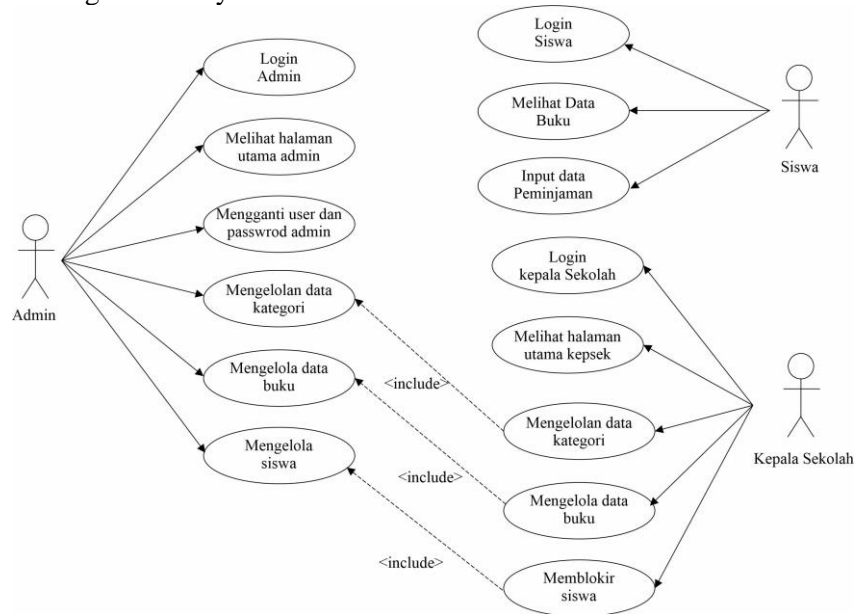 Login
Admin
Melihat halaman
utama admin
Mengganti user dan
passwrod admin
Mengelolan data
kategori
Mengelola data
buku
Mengelola
siswa
Admin
Login
Siswa
Melihat Data
Buku
Input data
Peminjaman
Siswa
Login
kepala Sekolah
Melihat halaman
utama kepsek
Mengelolan data
kategori
Mengelola data
buku
Memblokir
siswa
Kepala Sekolah
<include>
<include>
<include>